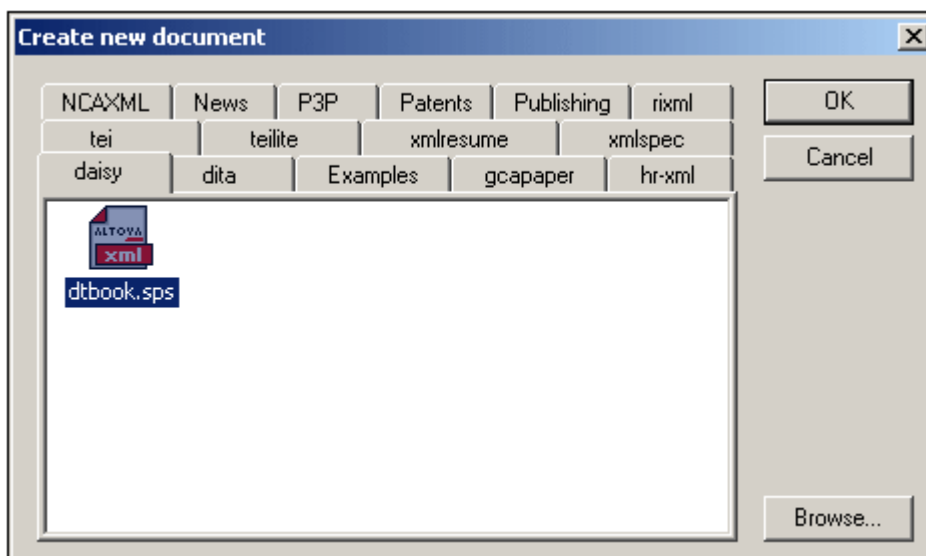 Create new document
NCAXML News P3P Patents Publishing rixml
OK
tei teilite xmlresume xmlspec
Cancel
daisy dita Examples gcapaper hr-xml
ALTOVA
xml
dtbook.sps
Browse...